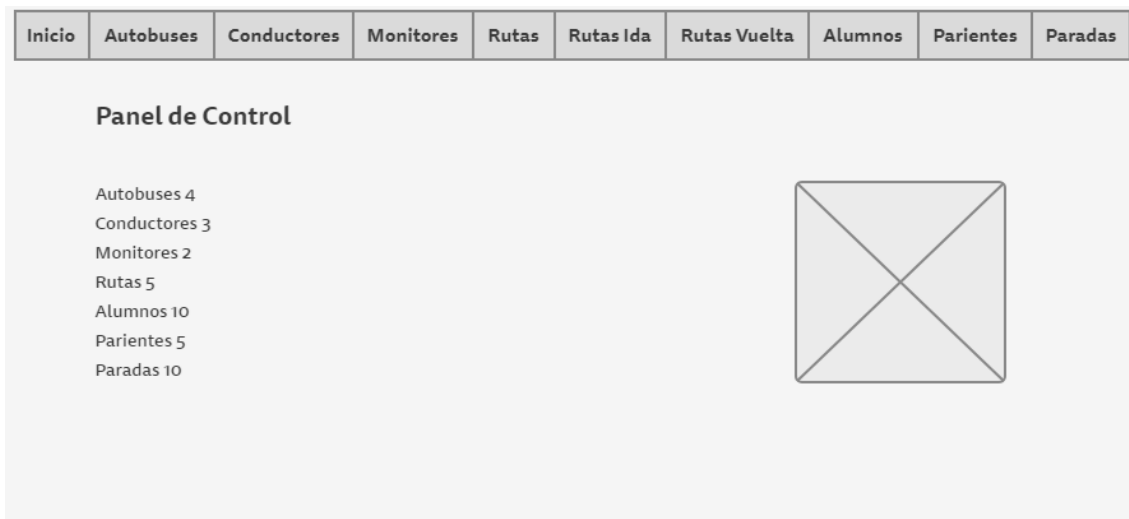 Inicio Autobuses Conductores Monitores Rutas Rutas Ida Rutas Vuelta Alumnos Parientes Paradas
Panel de Control
Autobuses 4
Conductores 3
Monitores 2
Rutas 5
Alumnos 10
Parientes 5
Paradas 10